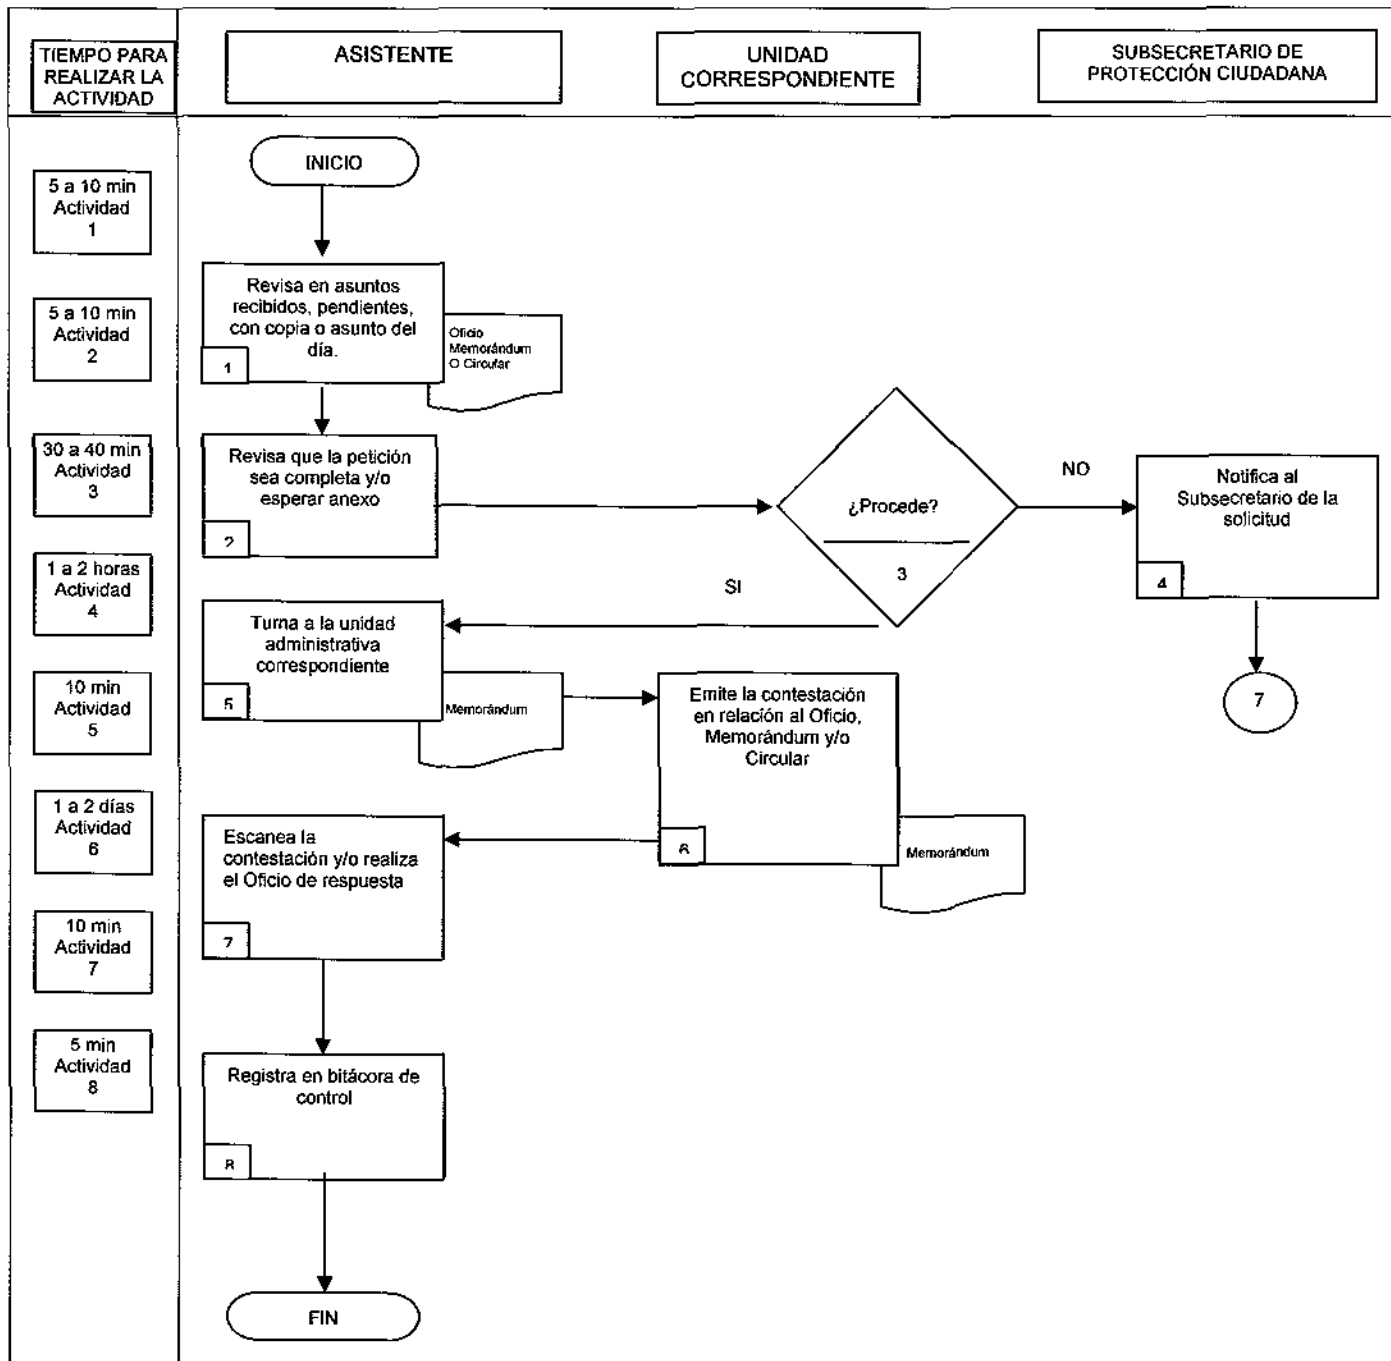 TIEMPO PARA
REALIZAR LA
ACTIVIDAD
ASISTENTE
UNIDAD
CORRESPONDIENTE
SUBSECRETARIO DE
PROTECCIÓN CIUDADANA
5 a 10 min
Actividad
1
5 a 10 min
Actividad
2
30 a 40 min
Actividad
3
1 a 2 horas
Actividad
4
10 min
Actividad
5
1 a 2 días
Actividad
6
10 min
Actividad
7
5 min
Actividad
8
INICIO
Revisa en asuntos
recibidos, pendientes,
con copia o asunto del
día.
1
Oficio
Memorándum
O Circular
Revisa que la petición
sea completa y/o
esperar anexo
2
¿Procede?
3
NO
SI
Notifica al
Subsecretario de la
solicitud
4
7
Turna a la unidad
administrativa
correspondiente
5
Memorándum
Emite la contestación
en relación al Oficio,
Memorándum y/o
Circular
6
Memorándum
Escanea la
contestación y/o realiza
el Oficio de respuesta
7
Registra en bitácora de
control
8
FIN